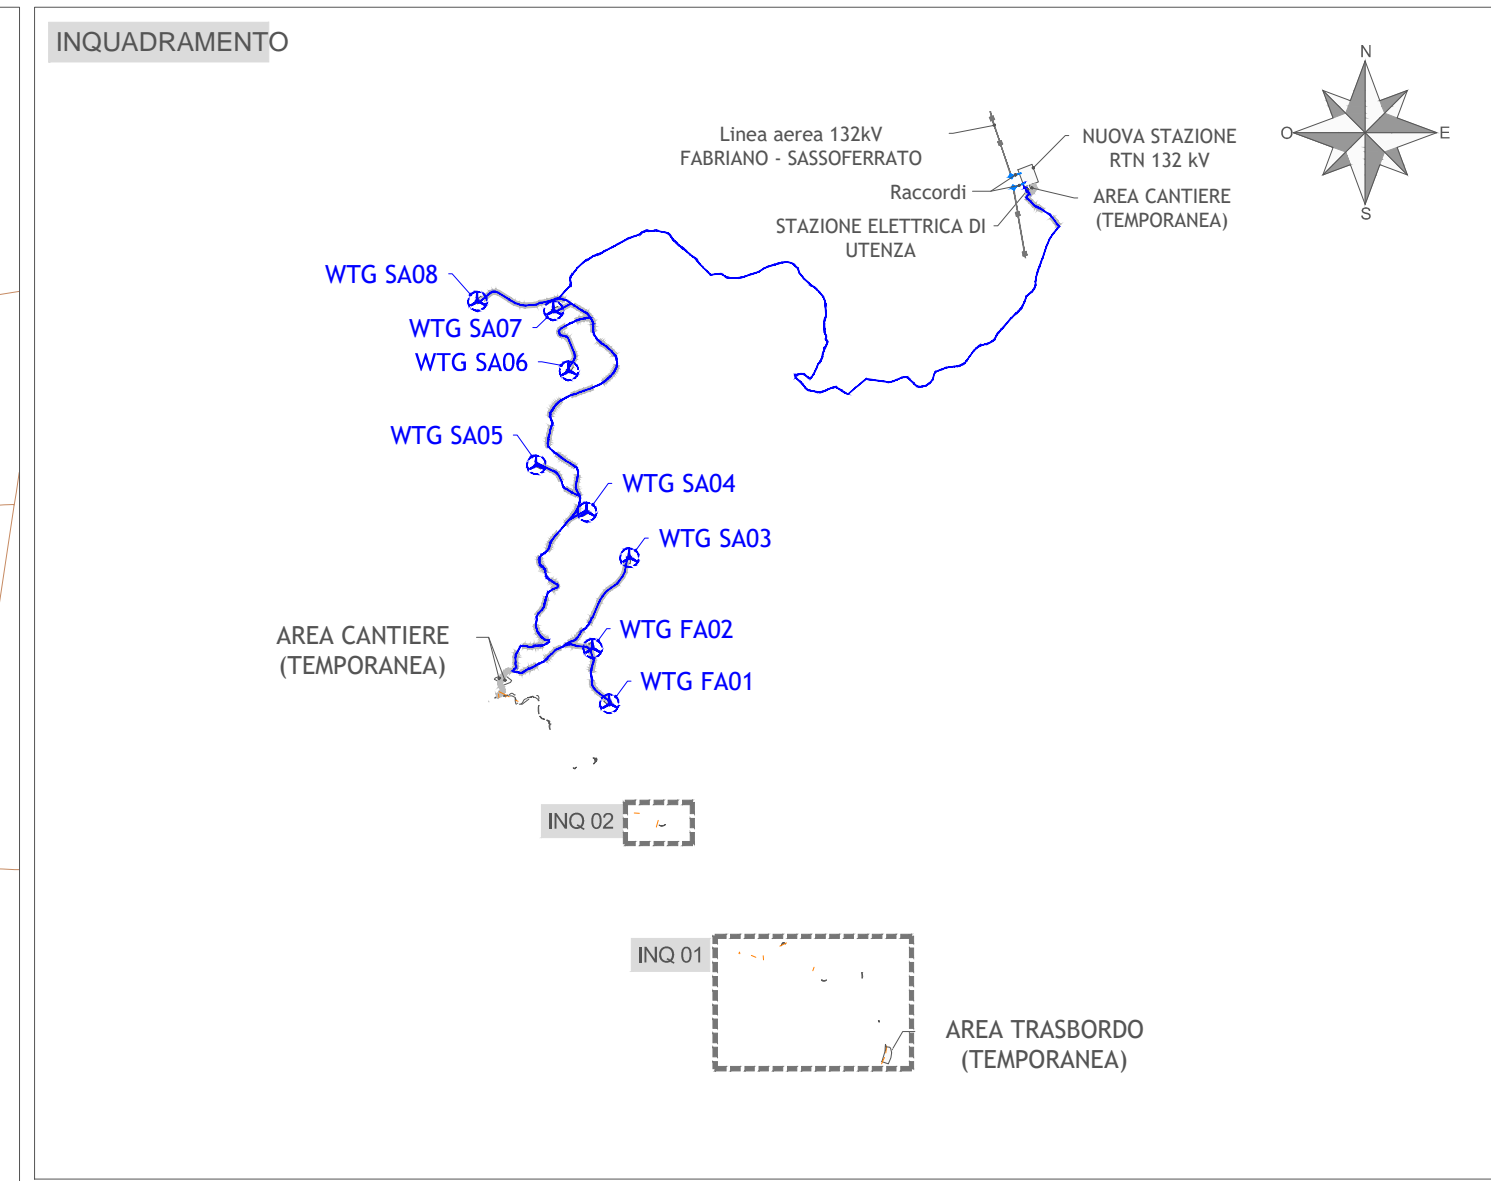 INQUADRAMENTO
N
O
E
S
Linea aerea 132kV
FABRIANO - SASSOFERRATO
NUOVA STAZIONE
RTN 132 kV
Raccordi
AREA CANTIERE
(TEMPORANEA)
STAZIONE ELETTRICA DI
UTENZA
WTG SA08
WTG SA07
WTG SA06
WTG SA05
WTG SA04
WTG SA03
WTG FA02
AREA CANTIERE
(TEMPORANEA)
WTG FA01
INQ 02
INQ 01
AREA TRASBORDO
(TEMPORANEA)